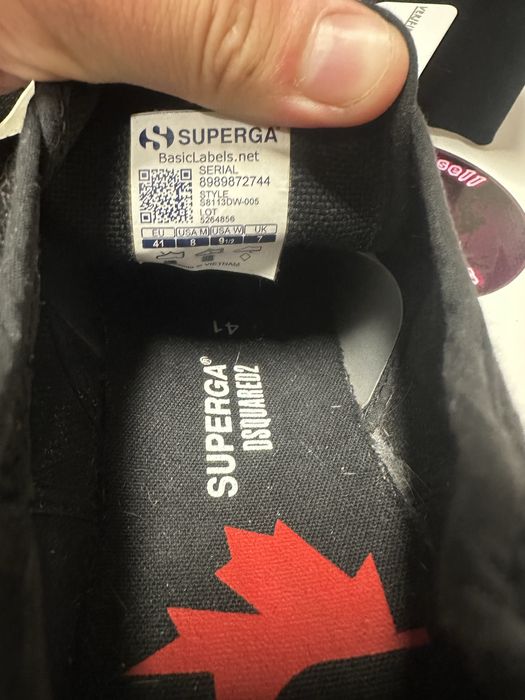 SUPERGA
BasicLabels.net
SERIAL
8989872744
STYLE
S8113DW-005
LOT
5264856
EU USA M USA W UK
41 8 9 1/2 7
VIETNAM
41
SUPERGA®
DSQUARED2